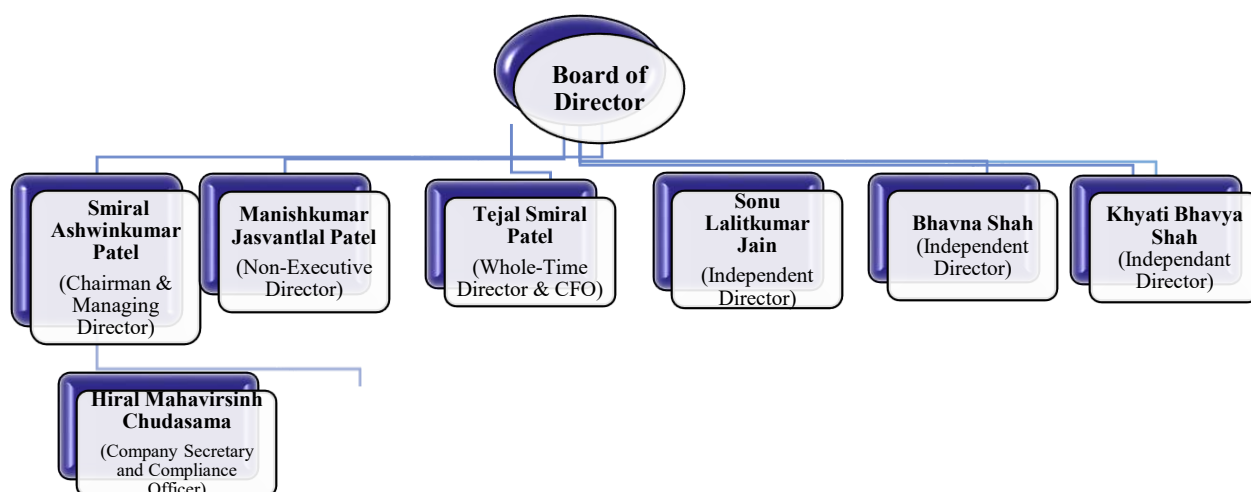 Board of
Director
Smiral
Ashwinkumar
Patel
(Chairman &
Managing
Director)
Manishkumar
Jasvantlal Patel
(Non-Executive
Director)
Tejal Smiral
Patel
(Whole-Time
Director & CFO)
Sonu
Lalitkumar
Jain
(Independent
Director)
Bhavna Shah
(Independent
Director)
Khyati Bhavya
Shah
(Independant
Director)
Hiral Mahavirsinh
Chudasama
(Company Secretary
and Compliance
Officer)